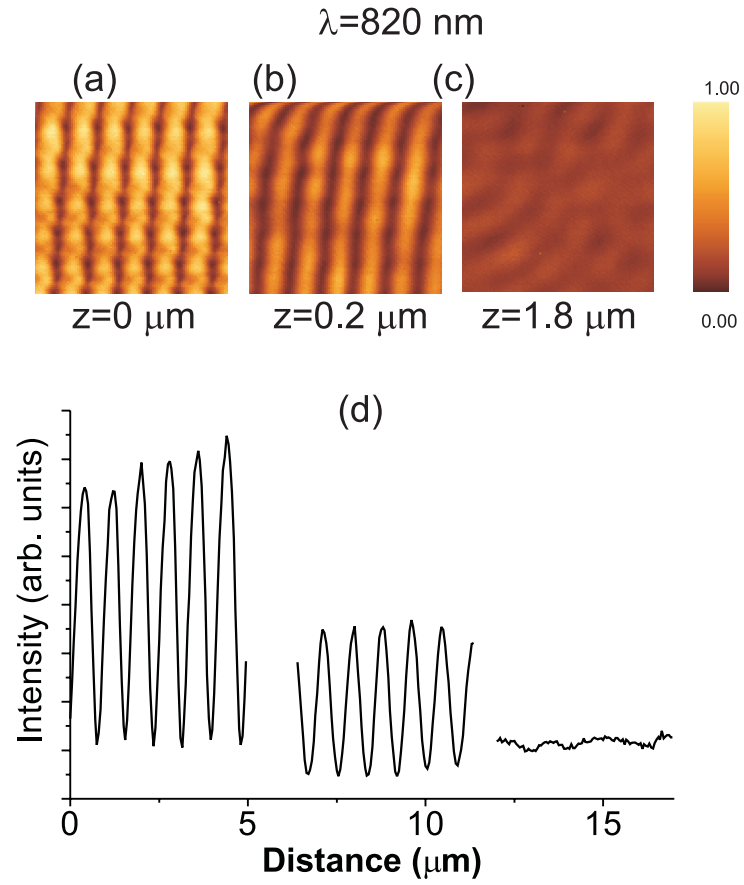 λ=820 nm
(a) (b) (c)
1.00
z=0 μm z=0.2 μm z=1.8 μm
0.00
(d)
Intensity (arb. units)
0 5 10 15
Distance (μm)